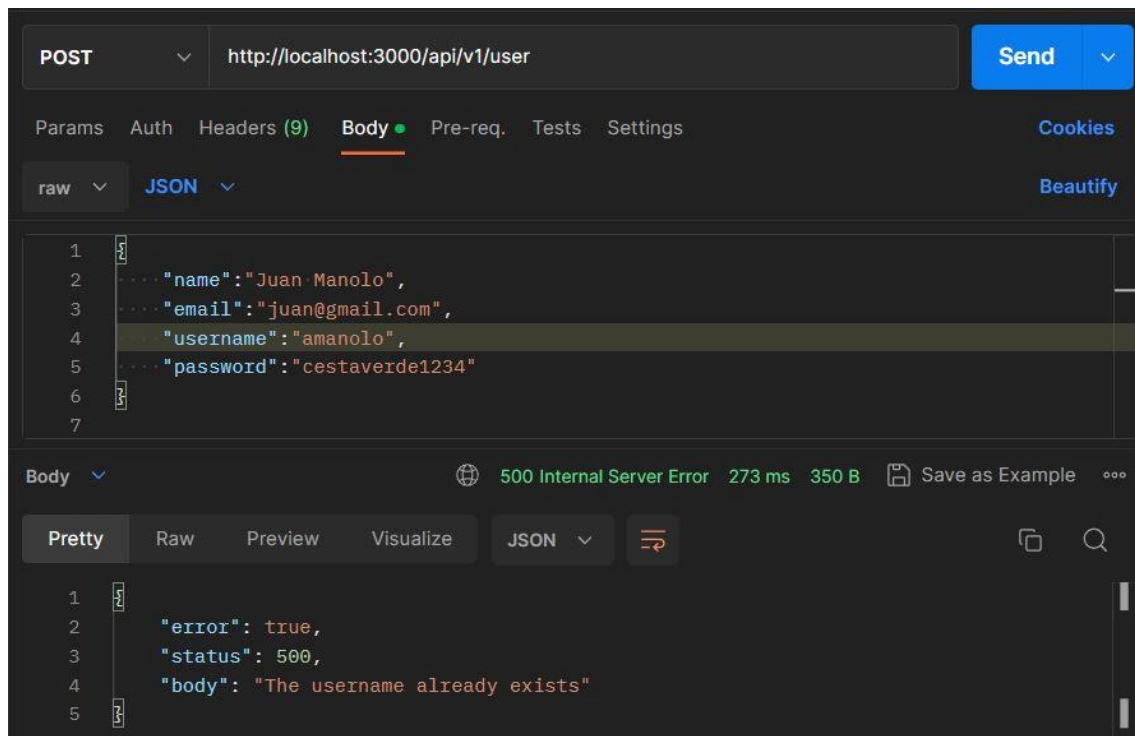 POST http://localhost:3000/api/v1/user Send
Params Auth Headers (9) Body Pre-req. Tests Settings Cookies
raw JSON Beautify
1 {
2 "name":"Juan Manolo",
3 "email":"juan@gmail.com",
4 "username":"amanolo",
5 "password":"cestaverde1234"
6 }
7
Body 500 Internal Server Error 273 ms 350 B Save as Example
Pretty Raw Preview Visualize JSON
1 {
2 "error": true,
3 "status": 500,
4 "body": "The username already exists"
5 }